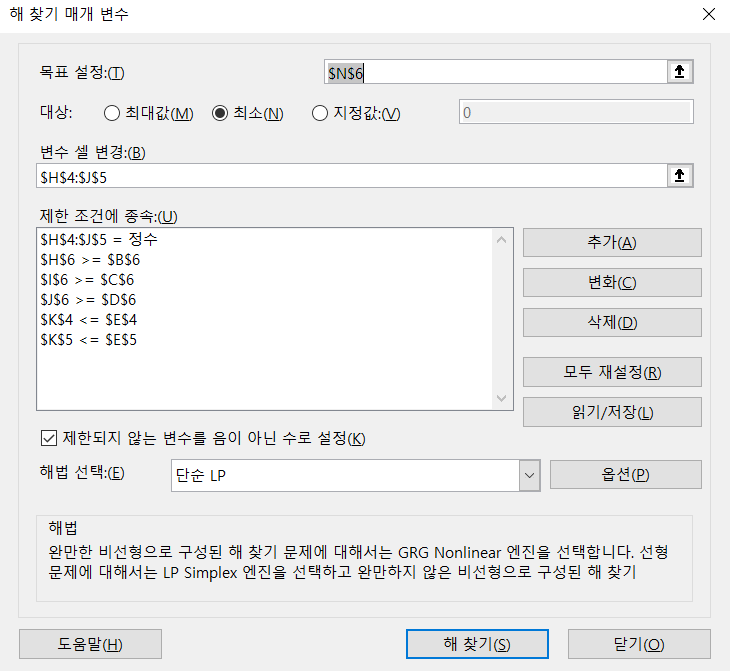 해 찾기 매개 변수
목표 설정:(T)
$N$6
대상:
최대값(M)
최소(N)
지정값:(V)
0
변수 셀 변경:(B)
$H$4:$J$5
제한 조건에 종속:(U)
$H$4:$J$5 = 정수
$H$6 >= $B$6
$I$6 >= $C$6
$J$6 >= $D$6
$K$4 <= $E$4
$K$5 <= $E$5
추가(A)
변화(C)
삭제(D)
모두 재설정(R)
읽기/저장(L)
제한되지 않는 변수를 음이 아닌 수로 설정(K)
해법 선택:(E)
단순 LP
옵션(P)
해법
완만한 비선형으로 구성된 해 찾기 문제에 대해서는 GRG Nonlinear 엔진을 선택합니다. 선형
문제에 대해서는 LP Simplex 엔진을 선택하고 완만하지 않은 비선형으로 구성된 해 찾기
도움말(H)
해 찾기(S)
닫기(O)